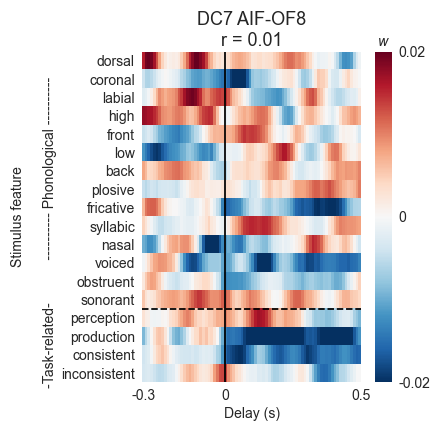 DC7 AIF-OF8
r = 0.01
w
dorsal
coronal
labial
high
front
low
back
plosive
fricative
syllabic
nasal
voiced
obstruent
sonorant
perception
production
consistent
inconsistent
Stimulus feature
-Task-related- ---------- Phonological ----------
-0.3 0 0.5
Delay (s)
0.02
0
-0.02